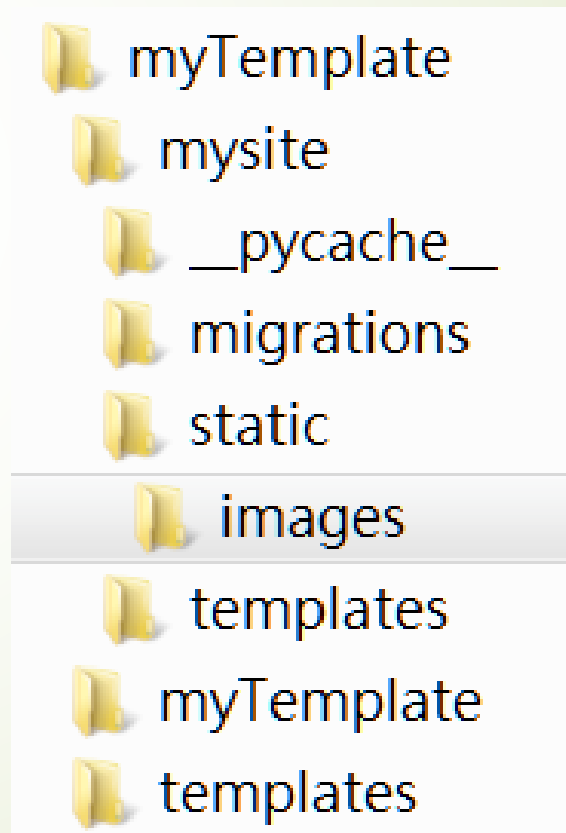 myTemplate
mysite
__pycache__
migrations
static
images
templates
myTemplate
templates